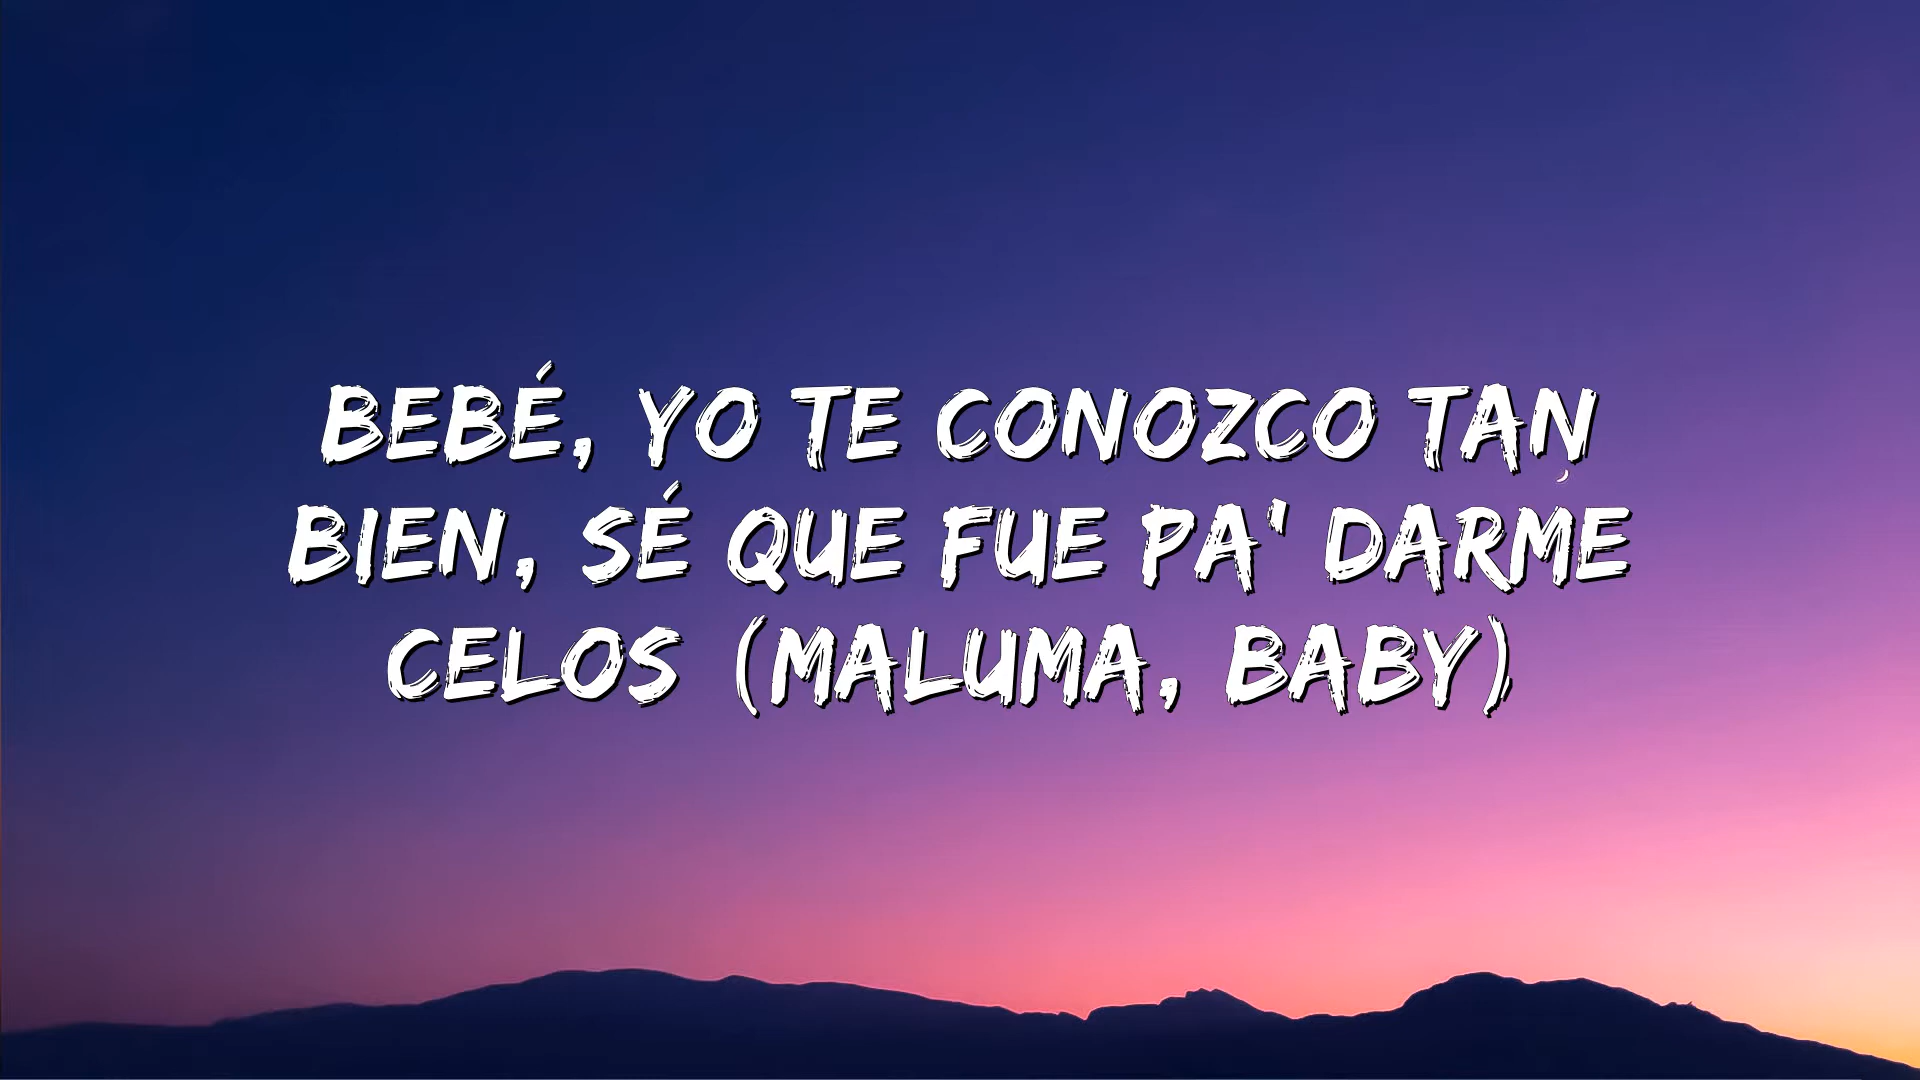 BEBÉ, YO TE CONOZCO TAN
BIEN, SÉ QUE FUE PA' DARME
CELOS (MALUMA, BABY)